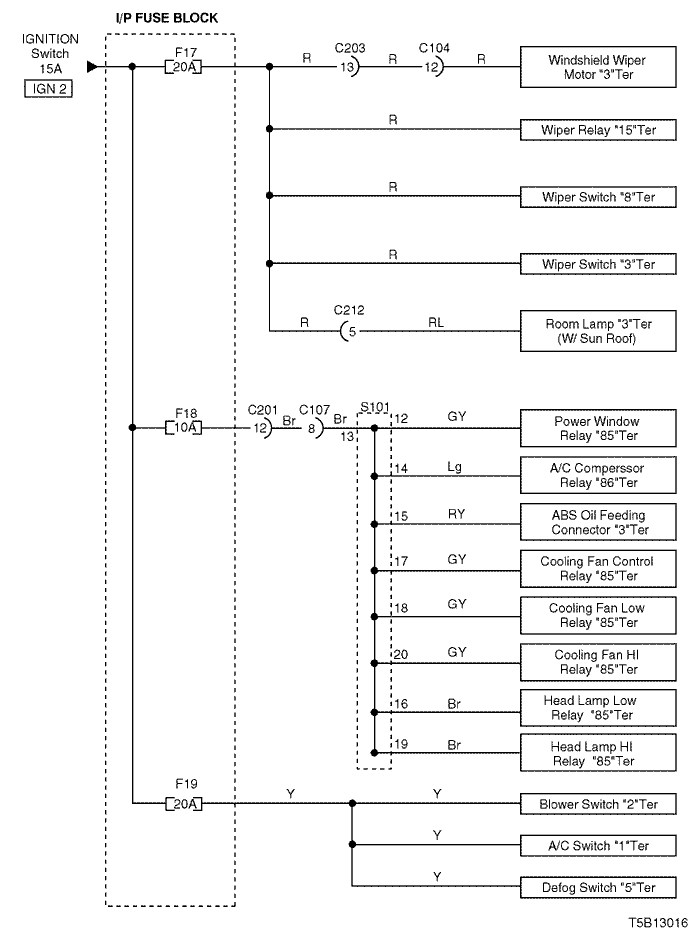 I/P FUSE BLOCK
IGNITION
Switch
15A
IGN 2
F17
20A
R
C203
13
R
C104
12
R
Windshield Wiper
Motor "3"Ter
R
Wiper Relay "15"Ter
R
Wiper Switch "8"Ter
R
Wiper Switch "3"Ter
R
C212
5
RL
Room Lamp "3"Ter
(W/ Sun Roof)
F18
10A
C201
12
Br
C107
8
Br
13
S101
12
GY
Power Window
Relay "85"Ter
14
Lg
A/C Comperssor
Relay "86"Ter
15
RY
ABS Oil Feeding
Connector "3"Ter
17
GY
Cooling Fan Control
Relay "85"Ter
18
GY
Cooling Fan Low
Relay "85"Ter
20
GY
Cooling Fan HI
Relay "85"Ter
16
Br
Head Lamp Low
Relay "85"Ter
19
Br
Head Lamp HI
Relay "85"Ter
F19
20A
Y
Y
Blower Switch "2"Ter
Y
A/C Switch "1"Ter
Y
Defog Switch "5"Ter
T5B13016